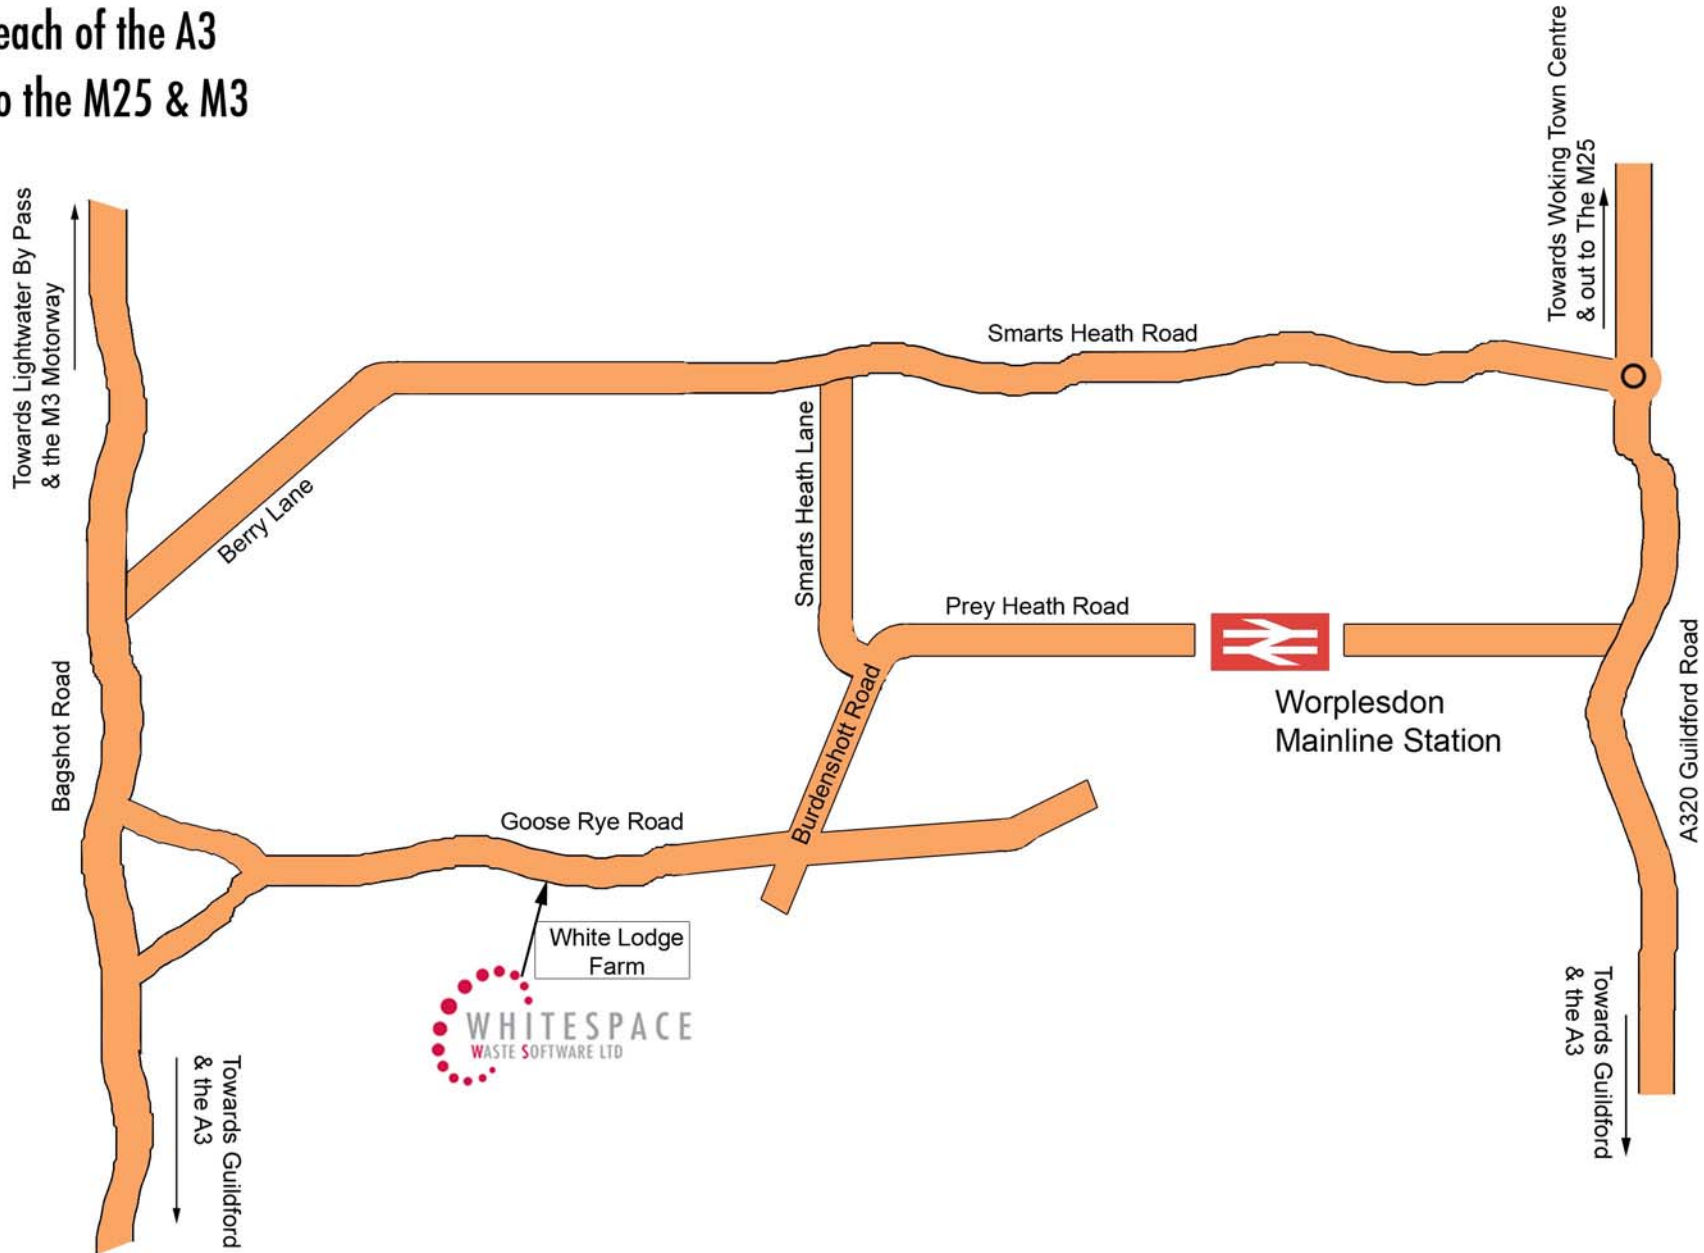 each of the A3
o the M25 & M3
Towards Lightwater By Pass
& the M3 Motorway
Towards Woking Town Centre
& out to The M25
Smarts Heath Road
Smarts Heath Lane
Berry Lane
Prey Heath Road
Worplesdon
Mainline Station
A320 Guildford Road
Bagshot Road
Burdenshott Road
Goose Rye Road
White Lodge
Farm
WHITESPACE
WASTE SOFTWARE LTD
Towards Guildford
& the A3
Towards Guildford
& the A3